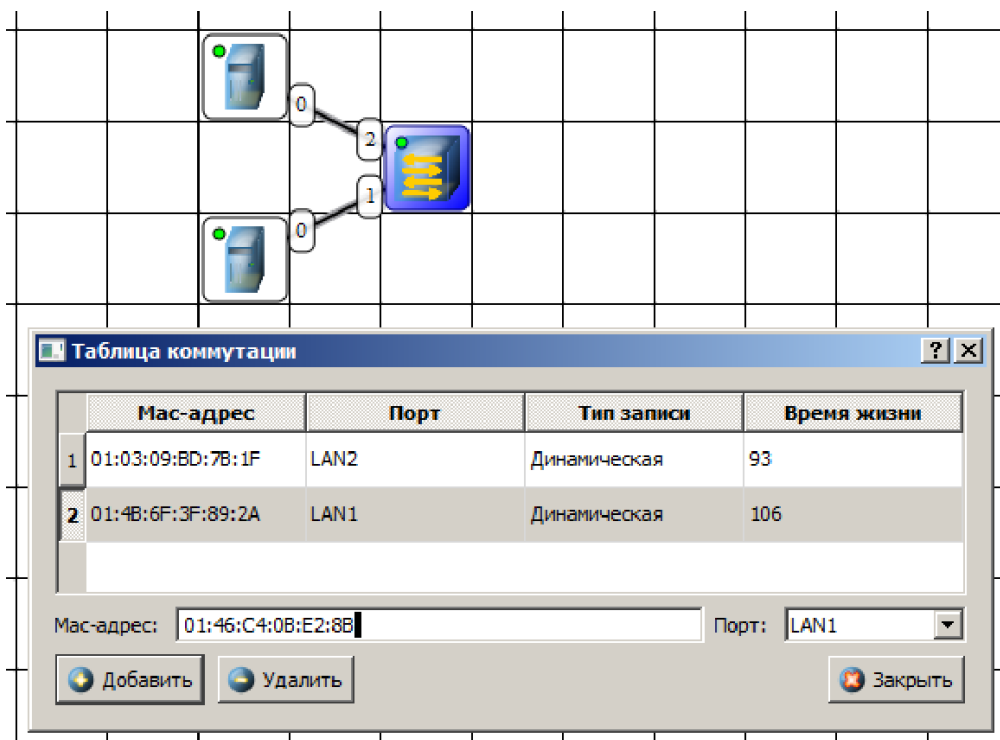 0
2
1
0
Таблица коммутации
Mac-адрес Порт Тип записи Время жизни
1 01:03:09:BD:7B:1F LAN2 Динамическая 93
2 01:4B:6F:3F:89:2A LAN1 Динамическая 106
Mac-адрес: 01:46:C4:0B:E2:8B Порт: LAN1
Добавить Удалить Закрыть